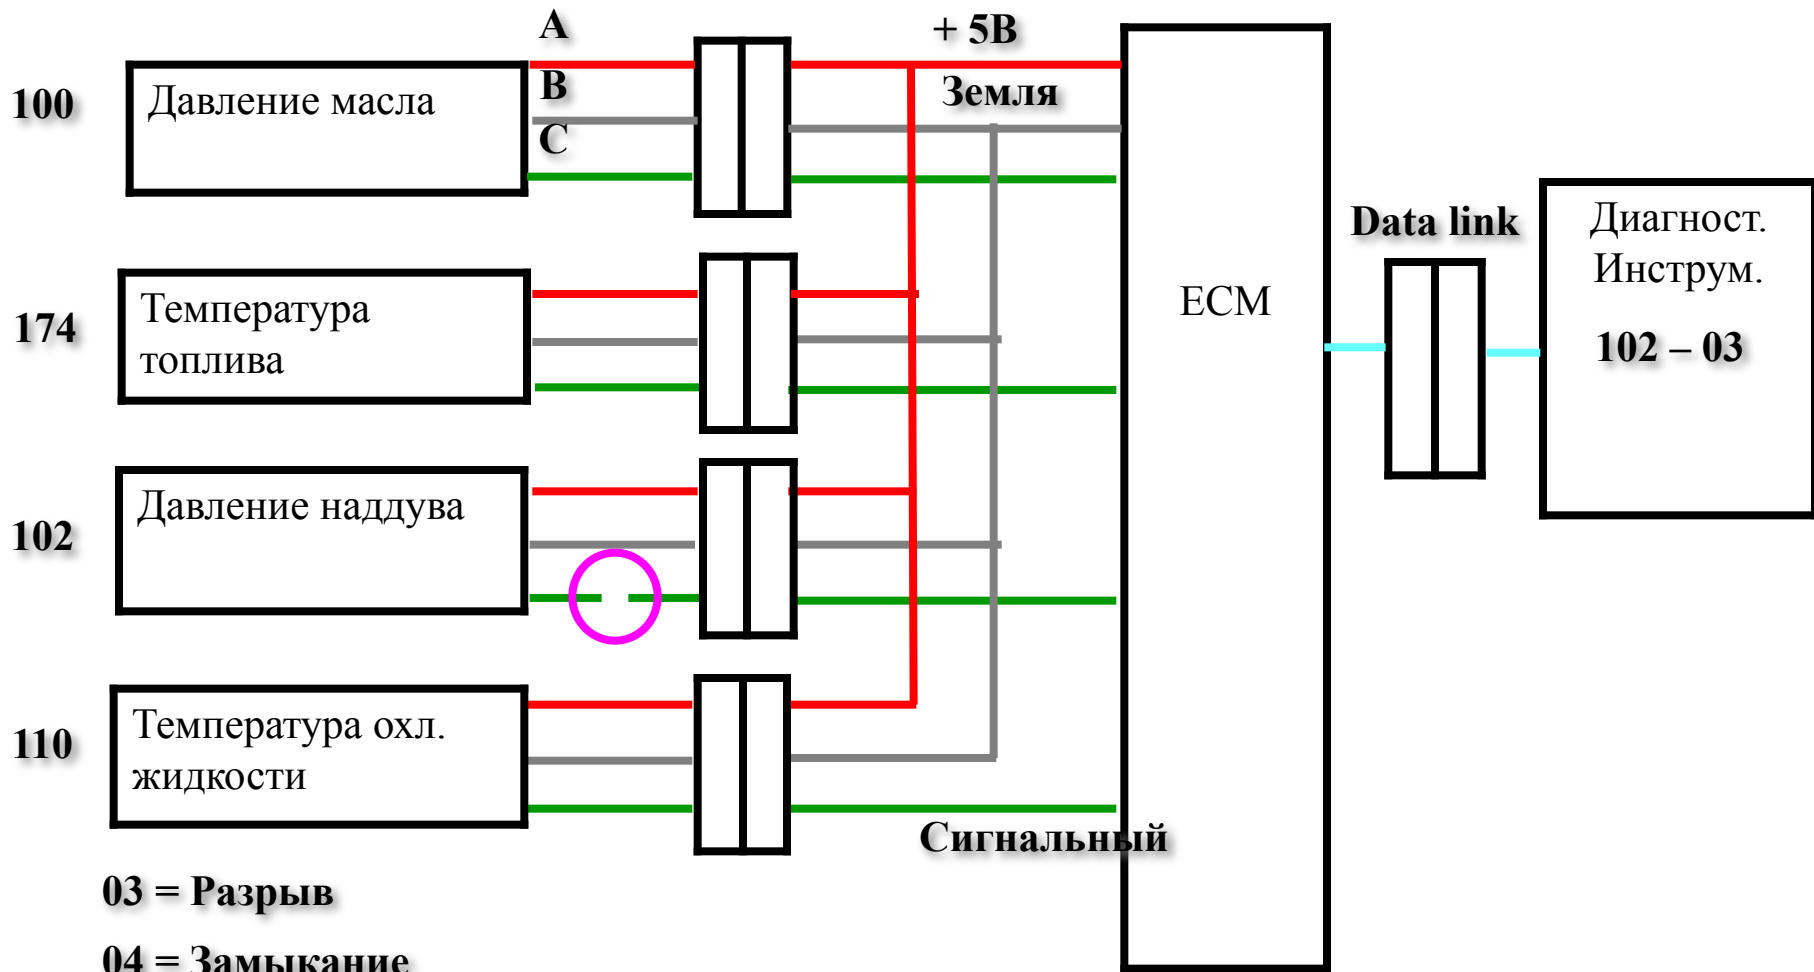 A
+ 5В
100
Давление масла
B
Земля
C
Data link
Диагност.
Инструм.
102 – 03
174
Температура
топлива
ECM
102
Давление наддува
110
Температура охл.
жидкости
Сигнальный
03 = Разрыв
04 = Замыкание